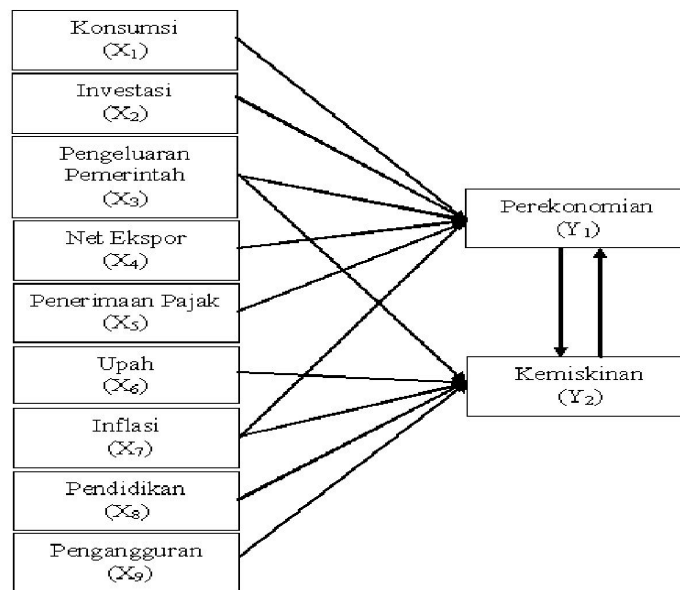 Konsumsi
(X₁)
Investasi
(X₂)
Pengeluaran
Pemerintah
(X₃)
Net Ekspor
(X₄)
Penerimaan Pajak
(X₅)
Upah
(X₆)
Inflasi
(X₇)
Pendidikan
(X₈)
Pengangguran
(X₉)
Perekonomian
(Y₁)
Kemiskinan
(Y₂)